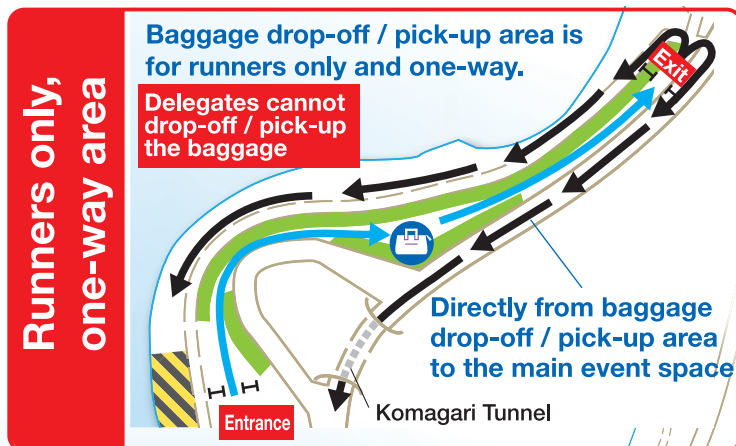 Runners only,
one-way area
Baggage drop-off / pick-up area is
for runners only and one-way.
Delegates cannot
drop-off / pick-up
the baggage
Exit
Directly from baggage
drop-off / pick-up area
to the main event space
Komagari Tunnel
Entrance